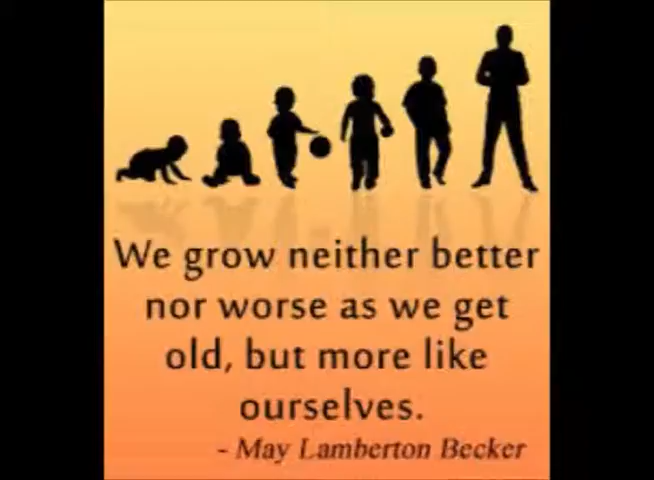 We grow neither better
nor worse as we get
old, but more like
ourselves.
- May Lamberton Becker